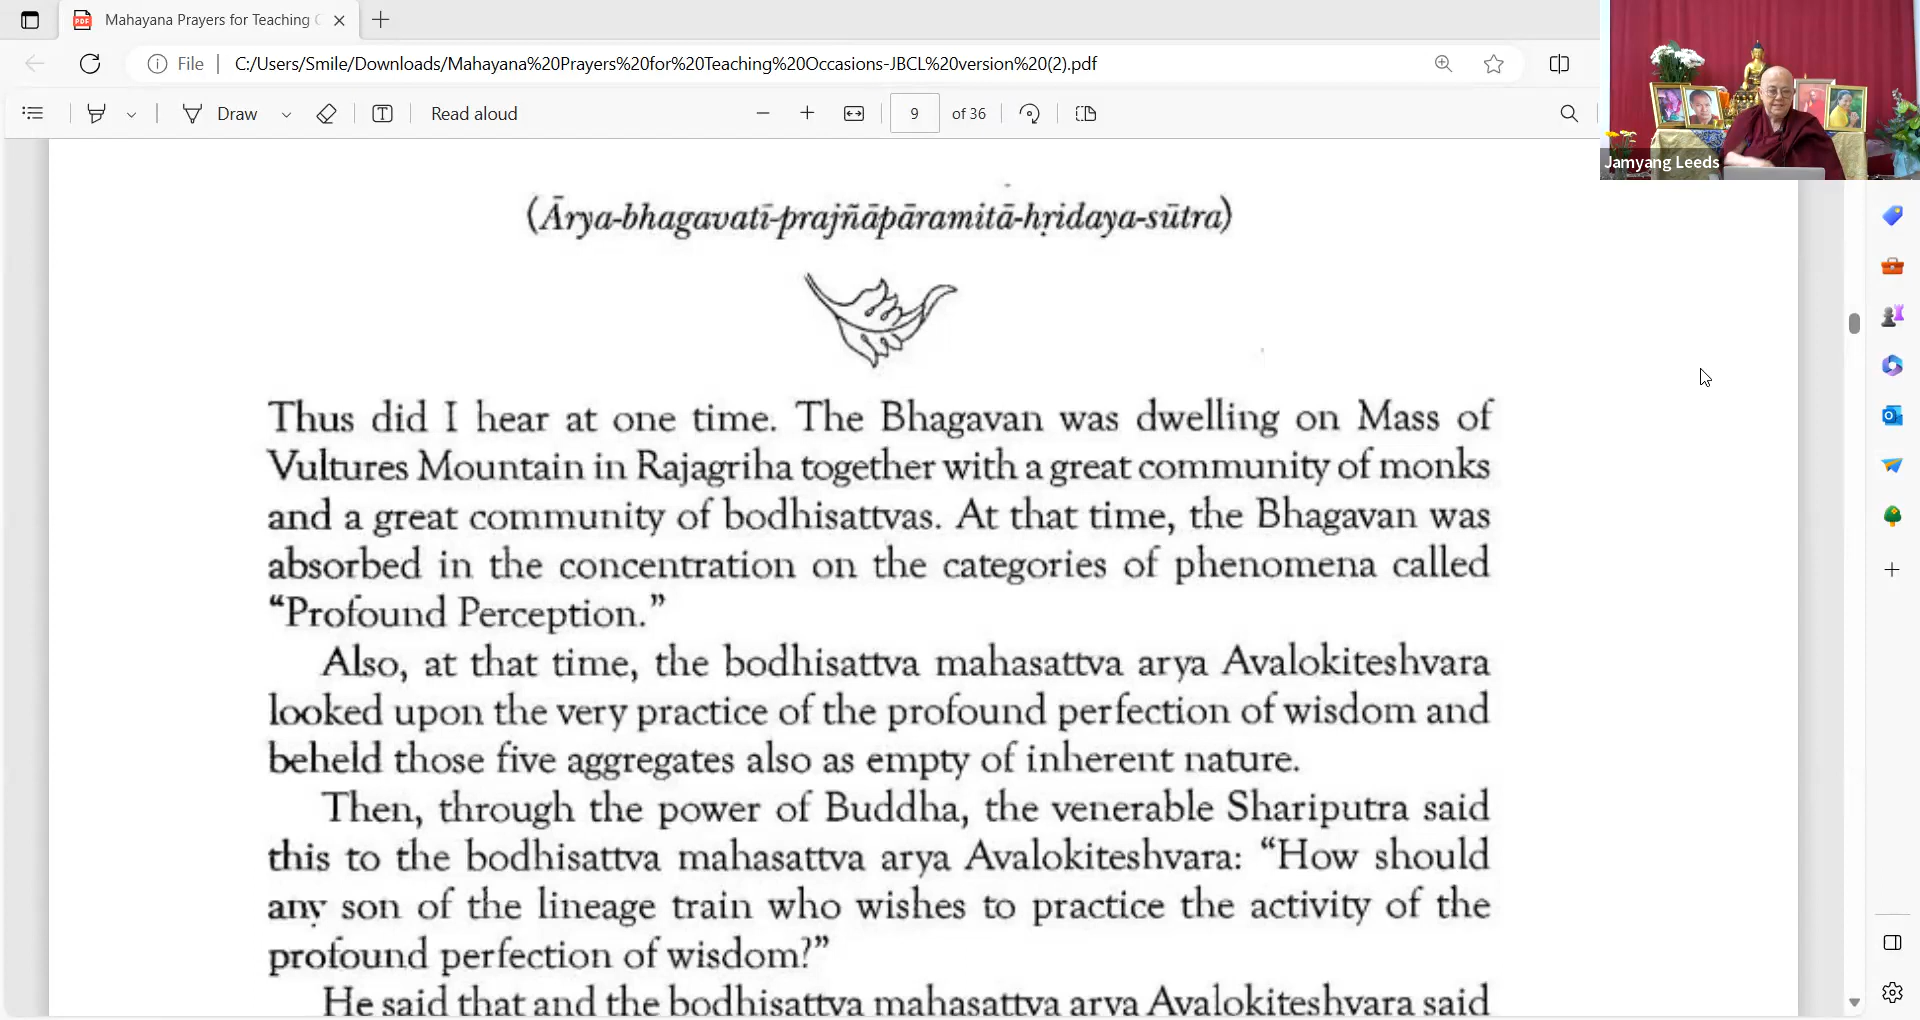 Mahayana Prayers for Teaching
File
C:/Users/Smile/Downloads/Mahayana%20Prayers%20for%20Teaching%20Occasions-JBCL%20version%20(2).pdf
Draw
Read aloud
9
of 36
Jamyang Leeds
(Ārya-bhagavatī-prajñāpāramitā-hṛidaya-sūtra)
Thus did I hear at one time. The Bhagavan was dwelling on Mass of
Vultures Mountain in Rajagriha together with a great community of monks
and a great community of bodhisattvas. At that time, the Bhagavan was
absorbed in the concentration on the categories of phenomena called
“Profound Perception.”
Also, at that time, the bodhisattva mahasattva arya Avalokiteshvara
looked upon the very practice of the profound perfection of wisdom and
beheld those five aggregates also as empty of inherent nature.
Then, through the power of Buddha, the venerable Shariputra said
this to the bodhisattva mahasattva arya Avalokiteshvara: “How should
any son of the lineage train who wishes to practice the activity of the
profound perfection of wisdom?”
He said that and the bodhisattva mahasattva arya Avalokiteshvara said